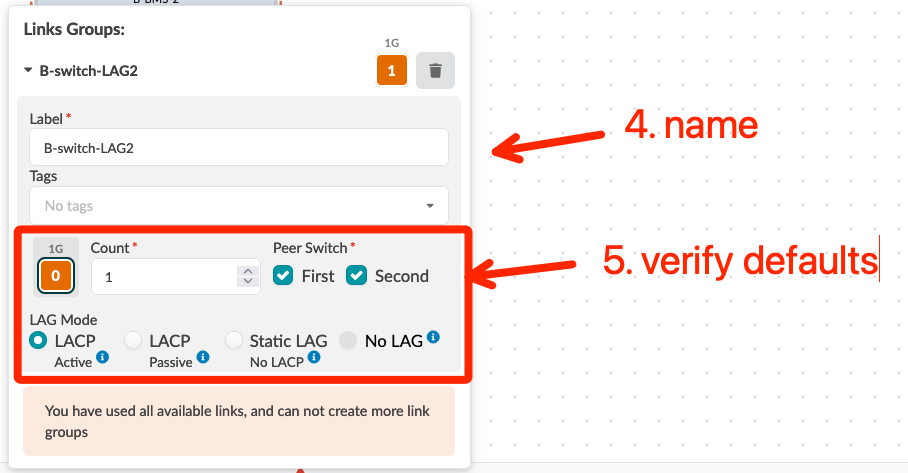 B-BMS-2
Links Groups:
1G
B-switch-LAG2
1
Label *
B-switch-LAG2
4. name
Tags
No tags
1G
Count *
Peer Switch *
0
1
First
Second
5. verify defaults
LAG Mode
LACP
Active
LACP
Passive
Static LAG
No LACP
No LAG
You have used all available links, and can not create more link
groups